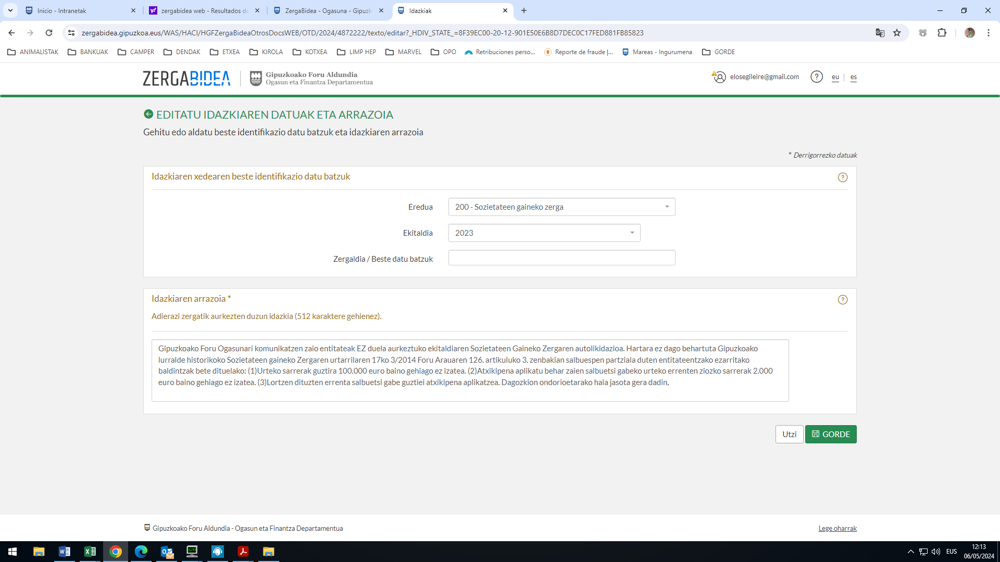 Inicio - Intranetak
zergabidea web - Resultados de
ZergaBidea - Ogasuna - Gipuzk
Idazkiak
zergabidea.gipuzkoa.eus/WAS/HACI/HGFZergaBideaOtrosDocsWEB/OTD/2024/4872222/texto/editar?_HDIV_STATE_=8F39EC00-20-12-901E50E6B8D7DEC0C17FED881FB85823
ANIMALISTAK
BANKUAK
CAMPER
DENDAK
ETXEA
KIROLA
KOTXEA
LIMP HEP
MARVEL
OPO
Retribuciones perso...
Reporte de fraude |...
Mareas - Ingurumena
GORDE
ZERGABIDEA
Gipuzkoako Foru Aldundia
Ogasun eta Finantza Departamentua
elosegileire@gmail.com
?
eu
es
EDITATU IDAZKIAREN DATUAK ETA ARRAZOIA
Gehitu edo aldatu beste identifikazio datu batzuk eta idazkiaren arrazoia
* Derrigorrezko datuak
Idazkiaren xedearen beste identifikazio datu batzuk
?
Eredua
200 - Sozietateen gaineko zerga
Ekitaldia
2023
Zergaldia / Beste datu batzuk
Idazkiaren arrazoia *
?
Adierazi zergatik aurkezten duzun idazkia (512 karaktere gehienez).
Gipuzkoako Foru Ogasunari komunikatzen zaio entitateak EZ duela aurkeztuko ekitaldiaren Sozietateen Gaineko Zergaren autolikidazioa. Hartara ez dago behartuta Gipuzkoako
lurralde historikoko Sozietateen gaineko Zergaren urtarrilaren 17ko 3/2014 Foru Arauaren 126. artikuluko 3. zenbakian salbuespen partziala duten entitateentzako ezarritako
baldintzak bete dituelako: (1)Urteko sarrerak guztira 100.000 euro baino gehiago ez izatea. (2)Atxikipena aplikatu behar zaien salbuetsi gabeko urteko errenten ziozko sarrerak 2.000
euro baino gehiago ez izatea. (3)Lortzen dituzten errenta salbuetsi gabe guztiei atxikipena aplikatzea. Dagozkion ondorioetarako hala jasota gera dadin,
Utzi
GORDE
Gipuzkoako Foru Aldundia - Ogasun eta Finantza Departamentua
Lege oharrak
EUS
12:13
06/05/2024